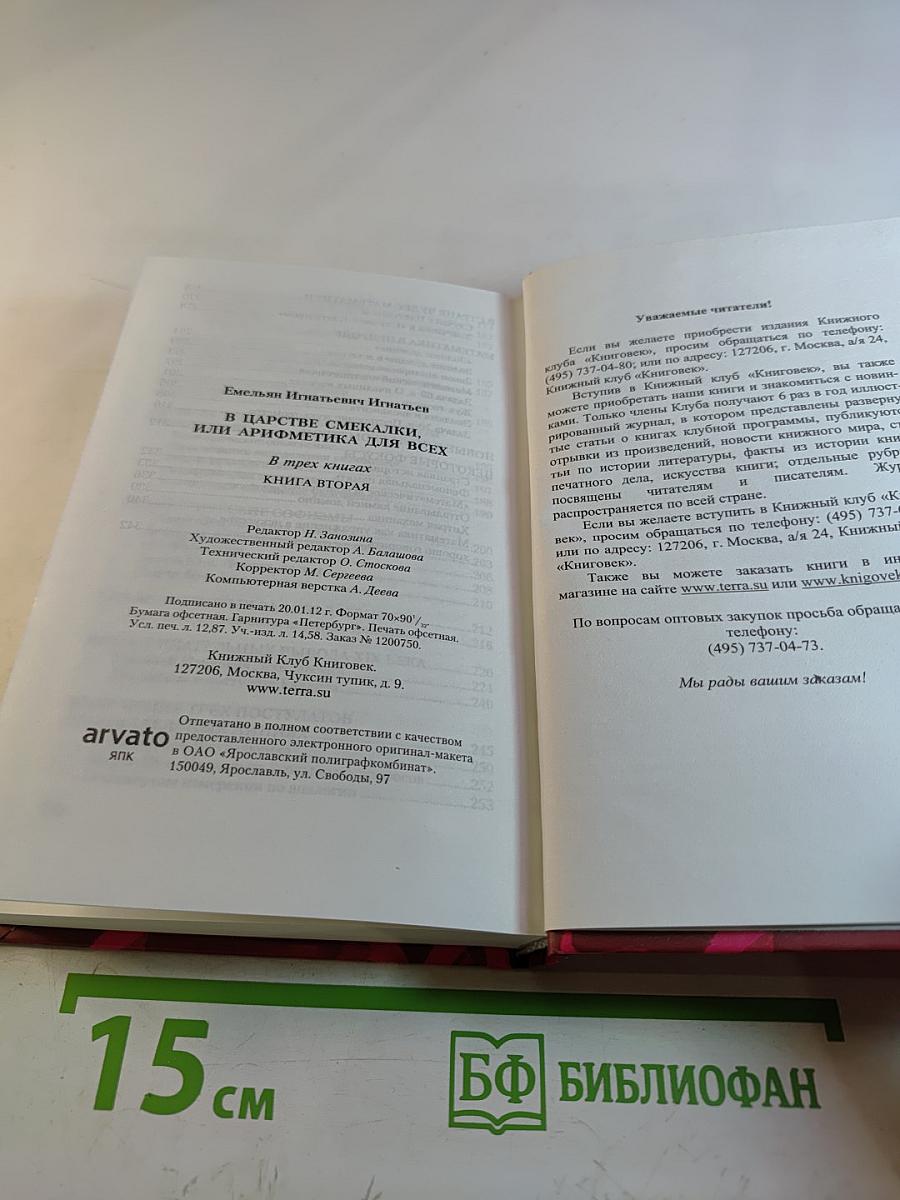 Емельян Игнатьевич Игнатьев
В ЦАРСТВЕ СМЕКАЛКИ,
ИЛИ АРИФМЕТИКА ДЛЯ ВСЕХ
В трех книгах
КНИГА ВТОРАЯ
Редактор Н. Занозина
Художественный редактор А. Балашова
Технический редактор О. Стоскова
Корректор М. Сергеева
Компьютерная верстка А. Деева
Подписано в печать 20.01.12 г. Формат 70×90¹/₃₂.
Бумага офсетная. Гарнитура «Петербург». Печать офсетная.
Усл. печ. л. 12,87. Уч.-изд. л. 14,58. Заказ № 1200750.
Книжный Клуб Книговек.
127206, Москва, Чуксин тупик, д. 9.
www.terra.su
arvato
ЯПК
Отпечатано в полном соответствии с качеством
предоставленного электронного оригинал-макета
в ОАО «Ярославский полиграфкомбинат».
150049, Ярославль, ул. Свободы, 97
Уважаемые читатели!
Если вы желаете приобрести издания Книжного
клуба «Книговек», просим обращаться по телефону:
(495) 737-04-80; или по адресу: 127206, г. Москва, а/я 24,
Книжный клуб «Книговек».
Вступив в Книжный клуб «Книговек», вы также
можете приобретать наши книги и знакомиться с новин-
ками. Только члены Клуба получают 6 раз в год иллюст-
рированный журнал, в котором представлены разверну
тые статьи о книгах клубной программы, публикуютс
отрывки из произведений, новости книжного мира, ст
тьи по истории литературы, факты из истории кни
печатного дела, искусства книги; отдельные рубр
посвящены читателям и писателям. Жур
распространяется по всей стране.
Если вы желаете вступить в Книжный клуб «К
век», просим обращаться по телефону: (495) 737-0
или по адресу: 127206, г. Москва, а/я 24, Книжный
«Книговек».
Также вы можете заказать книги в ин
магазине на сайте www.terra.su или www.knigovek
По вопросам оптовых закупок просьба обраща
телефону:
(495) 737-04-73.
Мы рады вашим заказам!
15 см
БФ БИБЛИОФАН